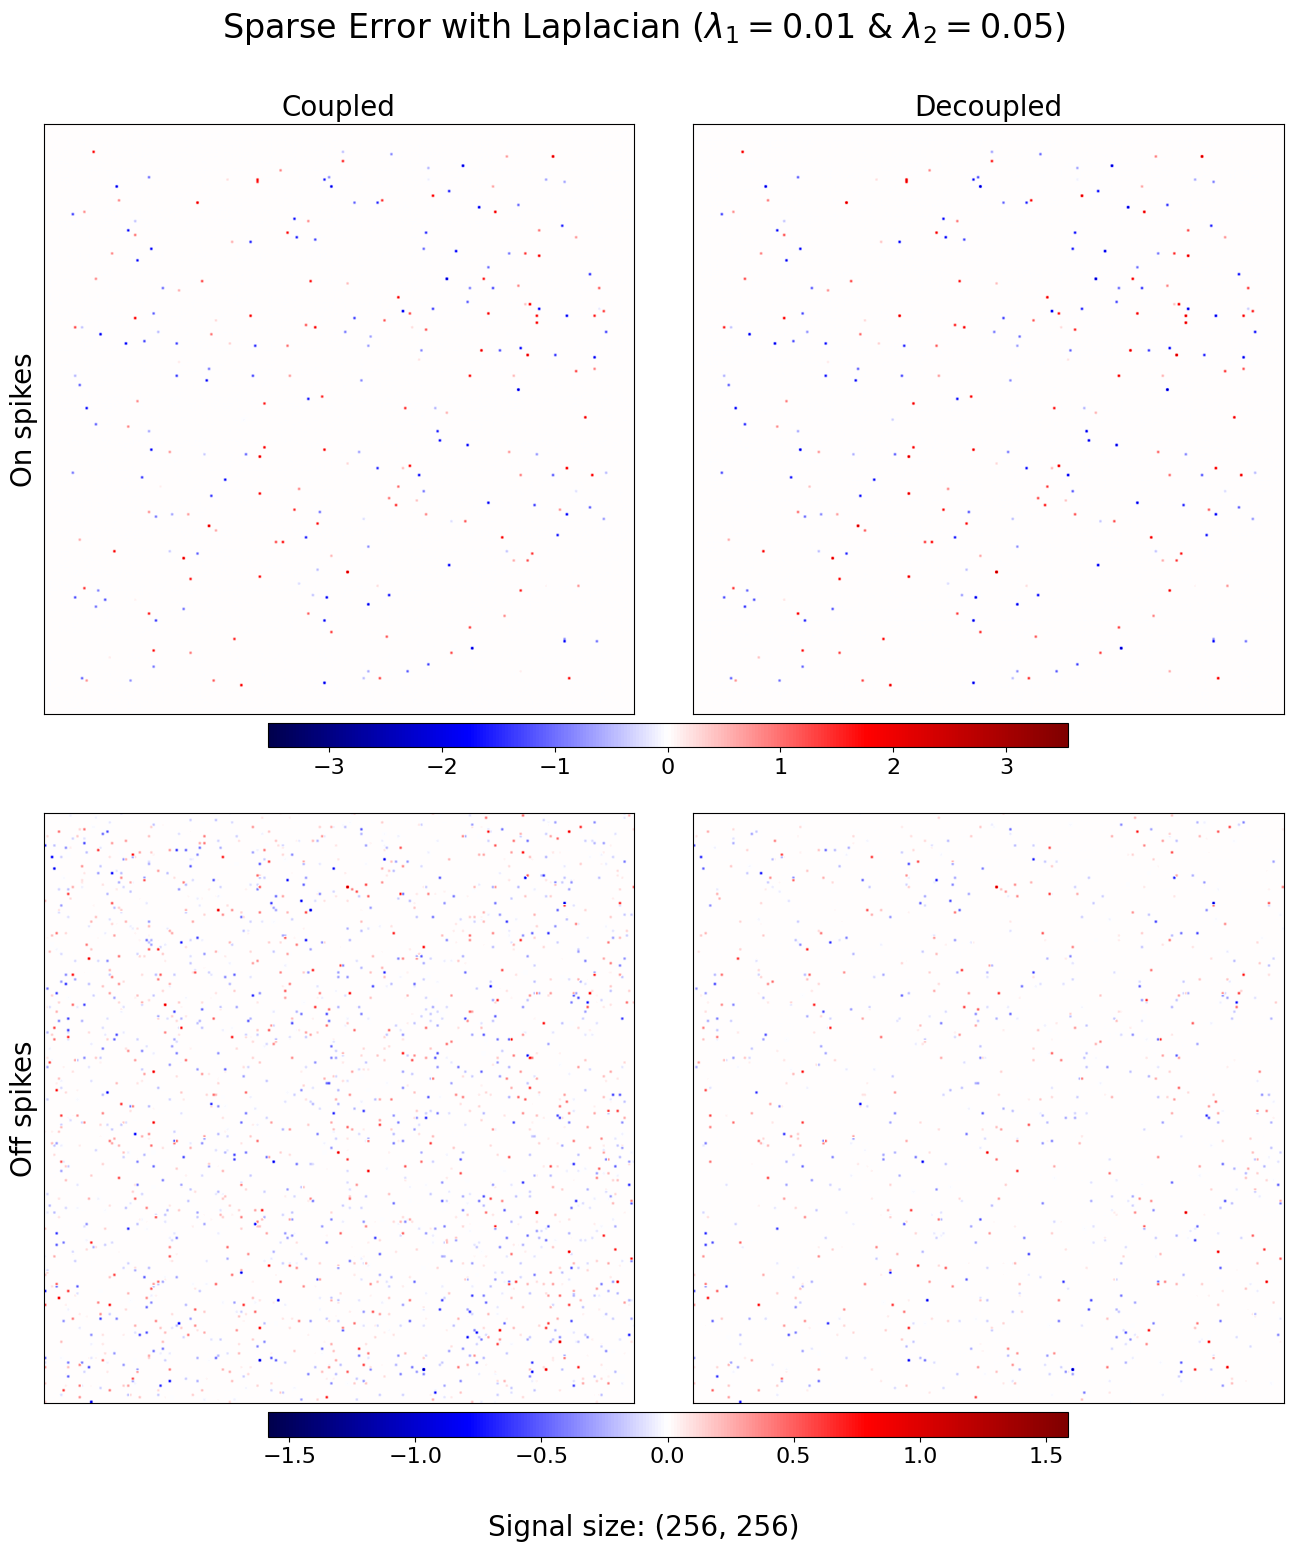 Sparse Error with Laplacian (λ₁ = 0.01 & λ₂ = 0.05)
Coupled Decoupled
On spikes
−3 −2 −1 0 1 2 3
Off spikes
−1.5 −1.0 −0.5 0.0 0.5 1.0 1.5
Signal size: (256, 256)